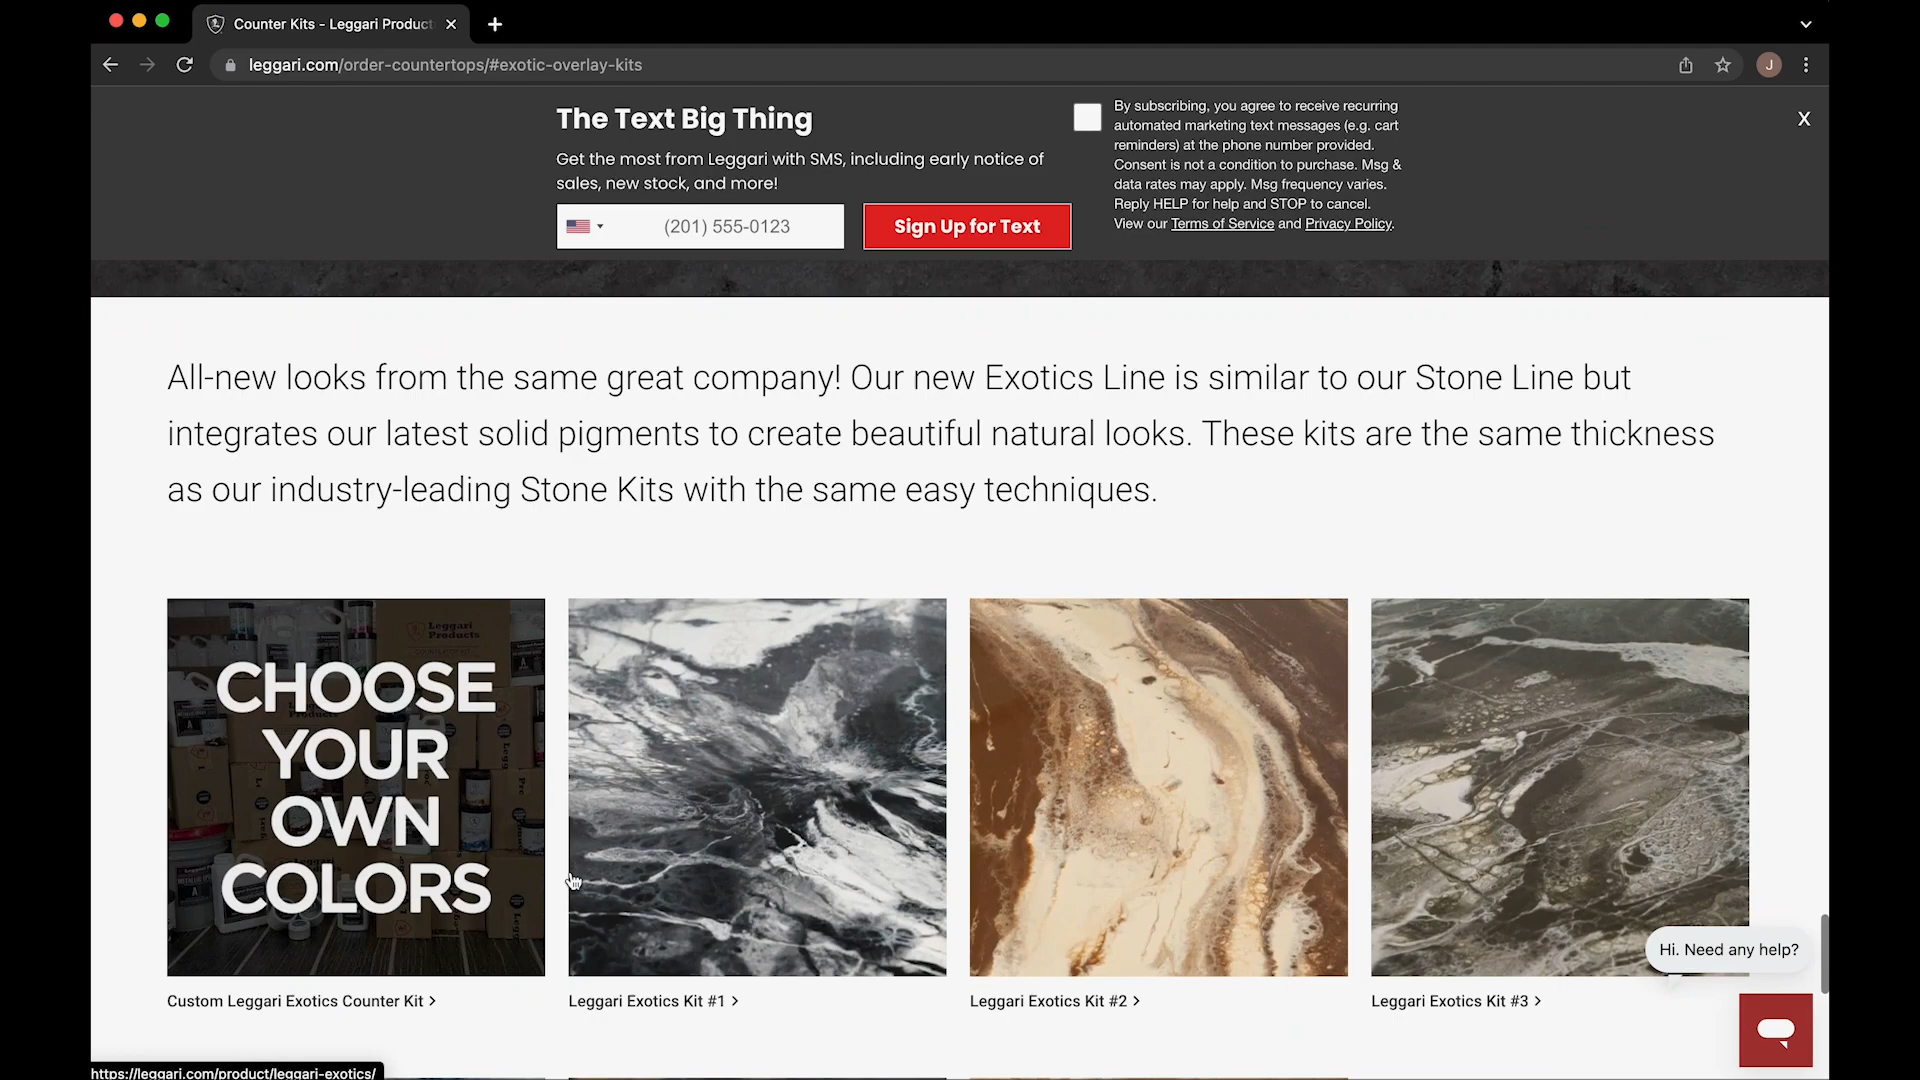 Counter Kits - Leggari Product
leggari.com/order-countertops/#exotic-overlay-kits
J
The Text Big Thing
Get the most from Leggari with SMS, including early notice of
sales, new stock, and more!
(201) 555-0123
Sign Up for Text
By subscribing, you agree to receive recurring
automated marketing text messages (e.g. cart
reminders) at the phone number provided.
Consent is not a condition to purchase. Msg &
data rates may apply. Msg frequency varies.
Reply HELP for help and STOP to cancel.
View our Terms of Service and Privacy Policy.
X
All-new looks from the same great company! Our new Exotics Line is similar to our Stone Line but
integrates our latest solid pigments to create beautiful natural looks. These kits are the same thickness
as our industry-leading Stone Kits with the same easy techniques.
Leggari
Products
CHOOSE
YOUR
OWN
COLORS
Custom Leggari Exotics Counter Kit >
Leggari Exotics Kit #1 >
Leggari Exotics Kit #2 >
Leggari Exotics Kit #3 >
Hi. Need any help?
https://leggari.com/product/leggari-exotics/